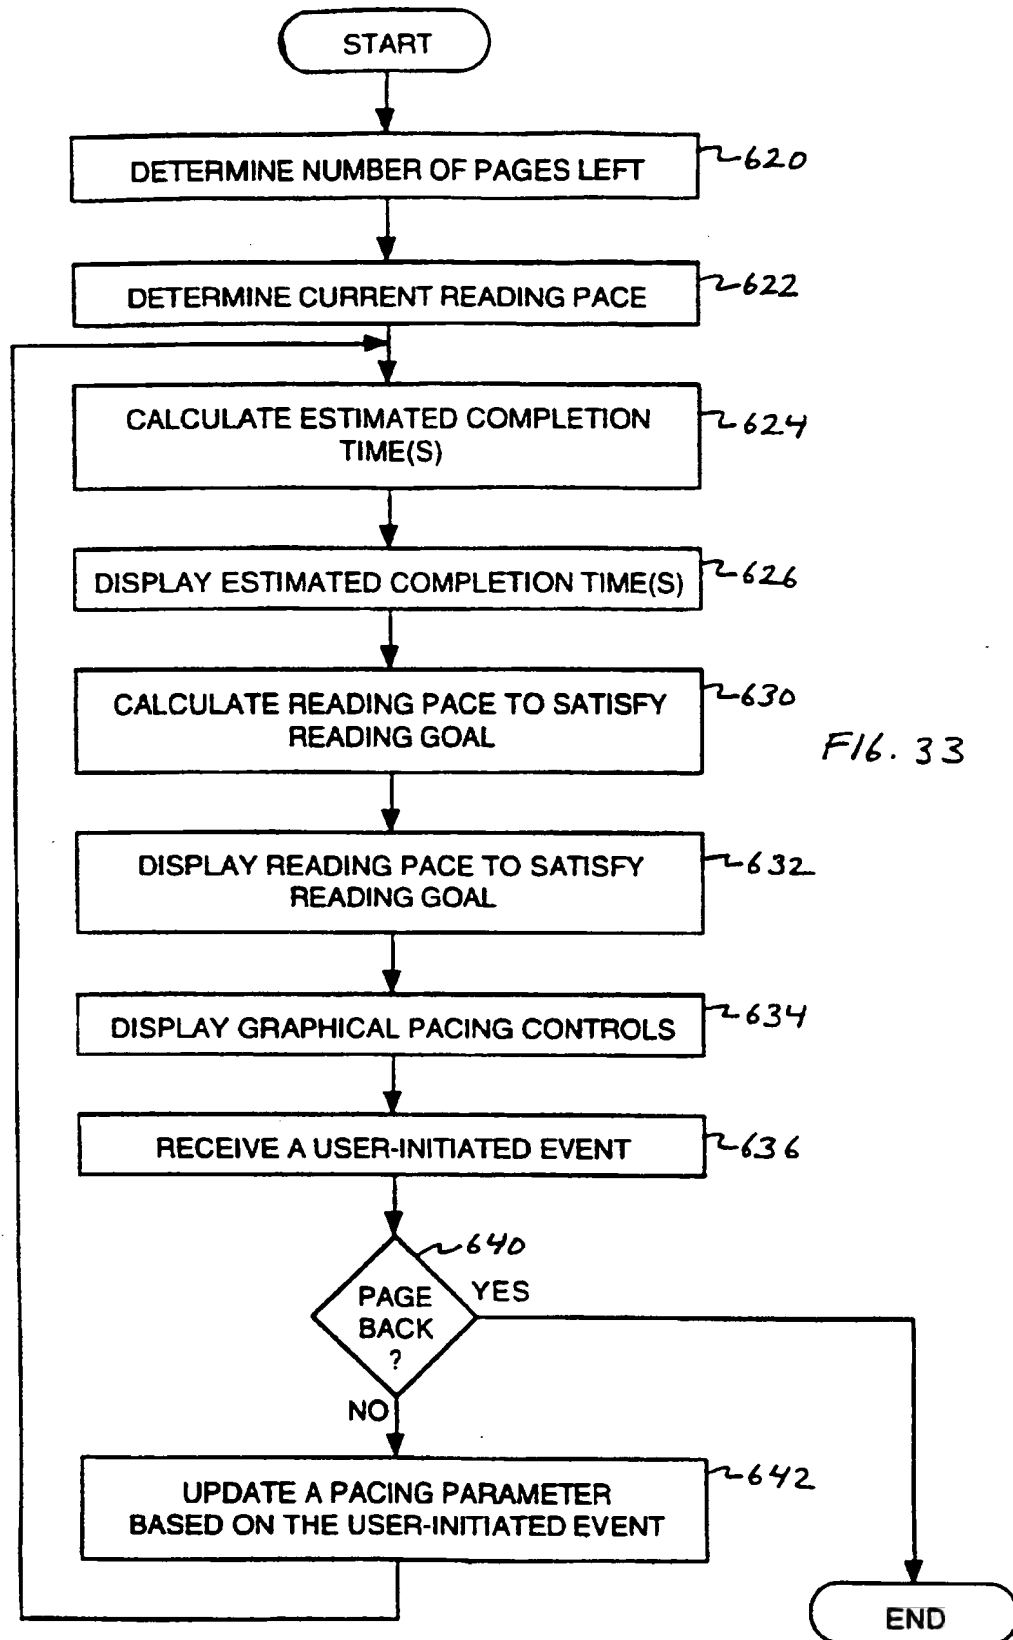 START
DETERMINE NUMBER OF PAGES LEFT
620
DETERMINE CURRENT READING PACE
622
CALCULATE ESTIMATED COMPLETION
TIME(S)
624
DISPLAY ESTIMATED COMPLETION TIME(S)
626
CALCULATE READING PACE TO SATISFY
READING GOAL
630
FIG. 33
DISPLAY READING PACE TO SATISFY
READING GOAL
632
DISPLAY GRAPHICAL PACING CONTROLS
634
RECEIVE A USER-INITIATED EVENT
636
640
PAGE
BACK
?
YES
NO
UPDATE A PACING PARAMETER
BASED ON THE USER-INITIATED EVENT
642
END